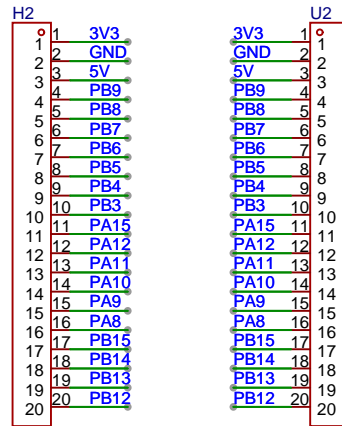 H2 U2
1 1 3V3 3V3 1 1
2 2 GND GND 2 2
3 3 5V 5V 3 3
4 4 PB9 PB9 4 4
5 5 PB8 PB8 5 5
6 6 PB7 PB7 6 6
7 7 PB6 PB6 7 7
8 8 PB5 PB5 8 8
9 9 PB4 PB4 9 9
10 10 PB3 PB3 10 10
11 11 PA15 PA15 11 11
12 12 PA12 PA12 12 12
13 13 PA11 PA11 13 13
14 14 PA10 PA10 14 14
15 15 PA9 PA9 15 15
16 16 PA8 PA8 16 16
17 17 PB15 PB15 17 17
18 18 PB14 PB14 18 18
19 19 PB13 PB13 19 19
20 20 PB12 PB12 20 20